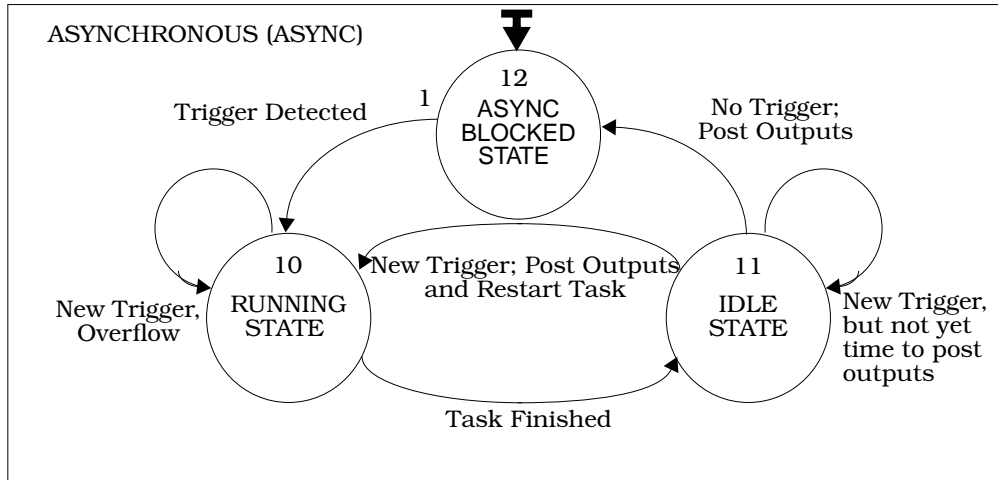 ASYNCHRONOUS (ASYNC)
12
ASYNC
BLOCKED
STATE
1
Trigger Detected
No Trigger;
Post Outputs
New Trigger; Post Outputs
and Restart Task
10
RUNNING
STATE
New Trigger,
Overflow
11
IDLE
STATE
New Trigger,
but not yet
time to post
outputs
Task Finished